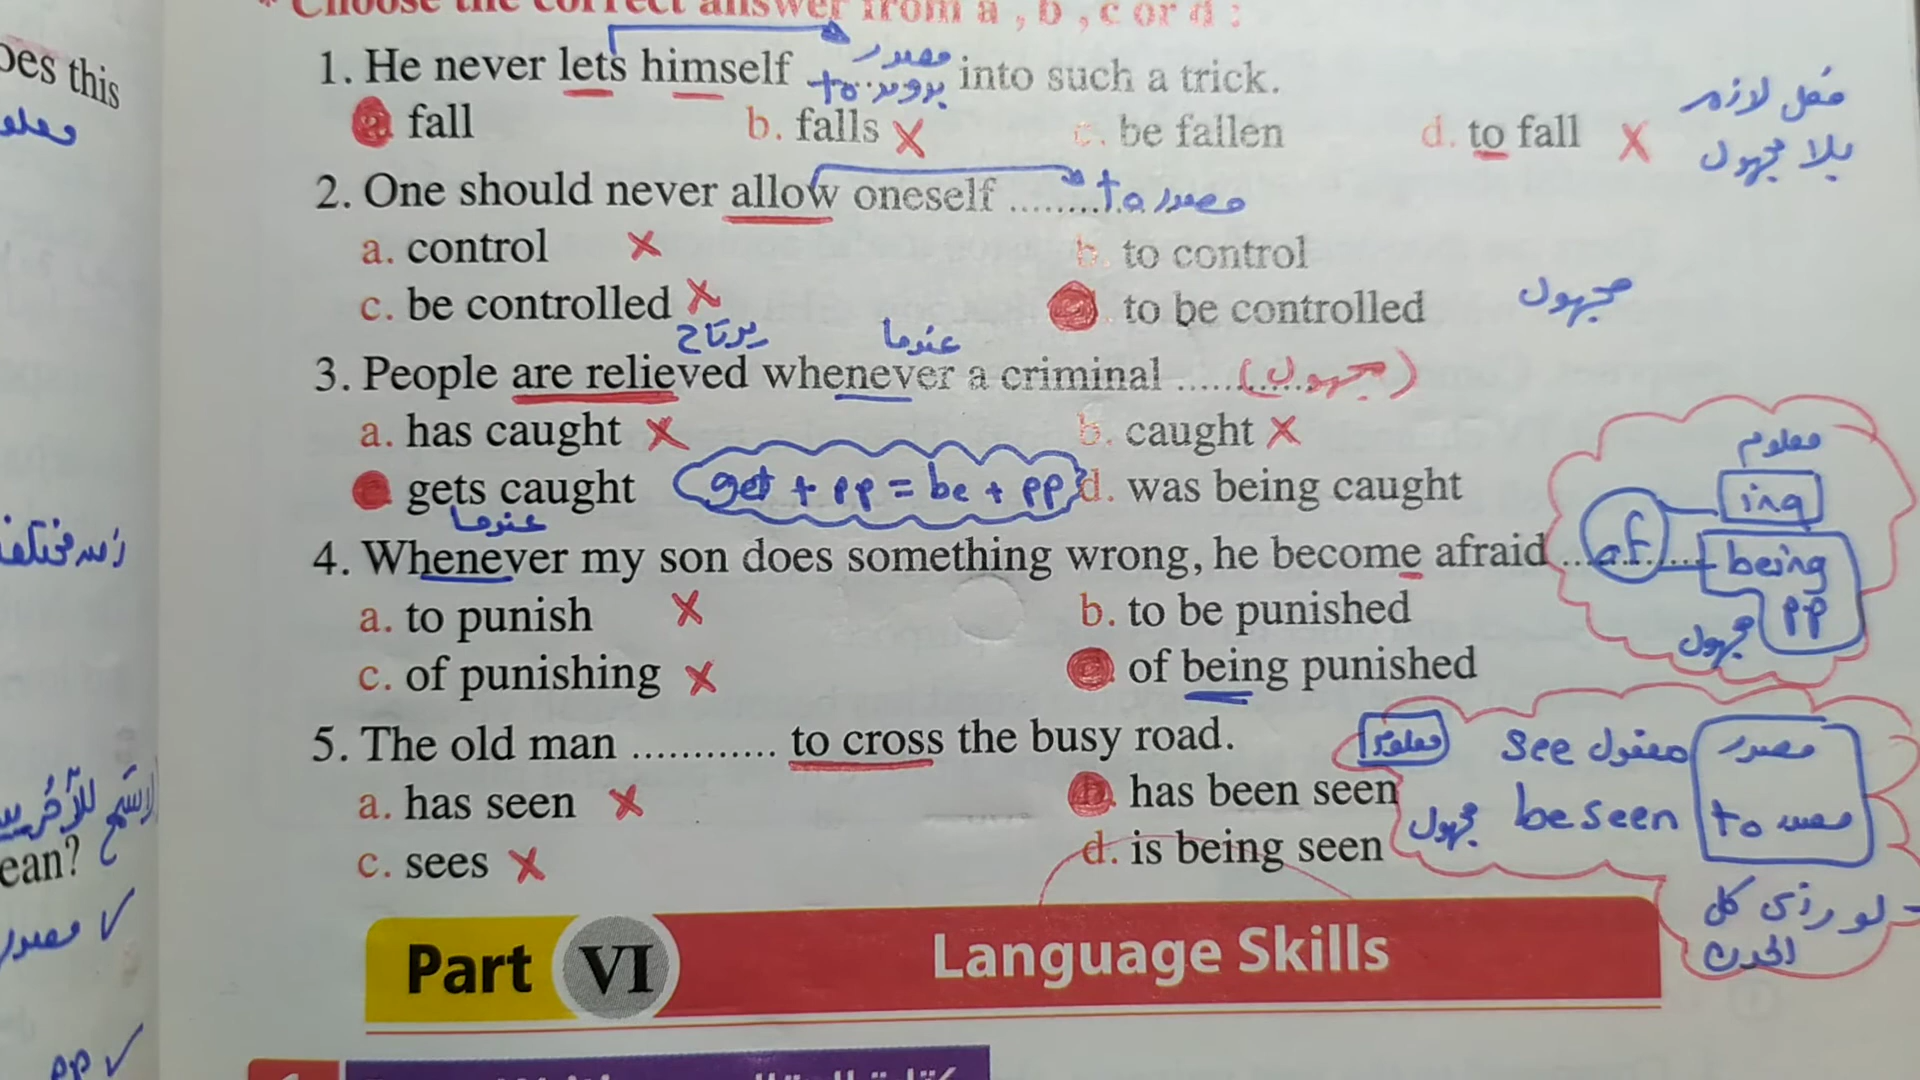 * Choose the correct answer from a , b , c or d :
oes this
1. He never lets himself مصدر بدون to into such a trick.
a. fall b. falls X c. be fallen d. to fall X
فعل لازم
بلا مجهول
2. One should never allow oneself ............ to مصدر
a. control X b. to control
c. be controlled X to be controlled مجهول
يرتاح عندما
3. People are relieved whenever a criminal ............ (مجهول)
a. has caught X b. caught X
gets caught get + pp = be + pp d. was being caught
عندما
4. Whenever my son does something wrong, he become afraid ............ of
معلوم
ing
being
pp
مجهول
a. to punish X b. to be punished
c. of punishing X of being punished
5. The old man ............ to cross the busy road.
معلوم see مفعول مصدر
مجهول be seen to مصدر
a. has seen X b. has been seen
c. sees X d. is being seen
لو رأى كل
الحدث
ean?
مصدر ✓
pp ✓
Part VI Language Skills